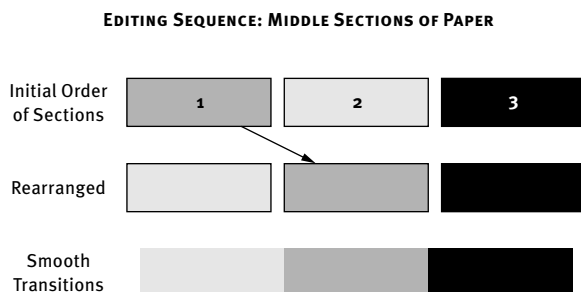 EDITING SEQUENCE: MIDDLE SECTIONS OF PAPER
Initial Order
of Sections
1
2
3
Rearranged
Smooth
Transitions